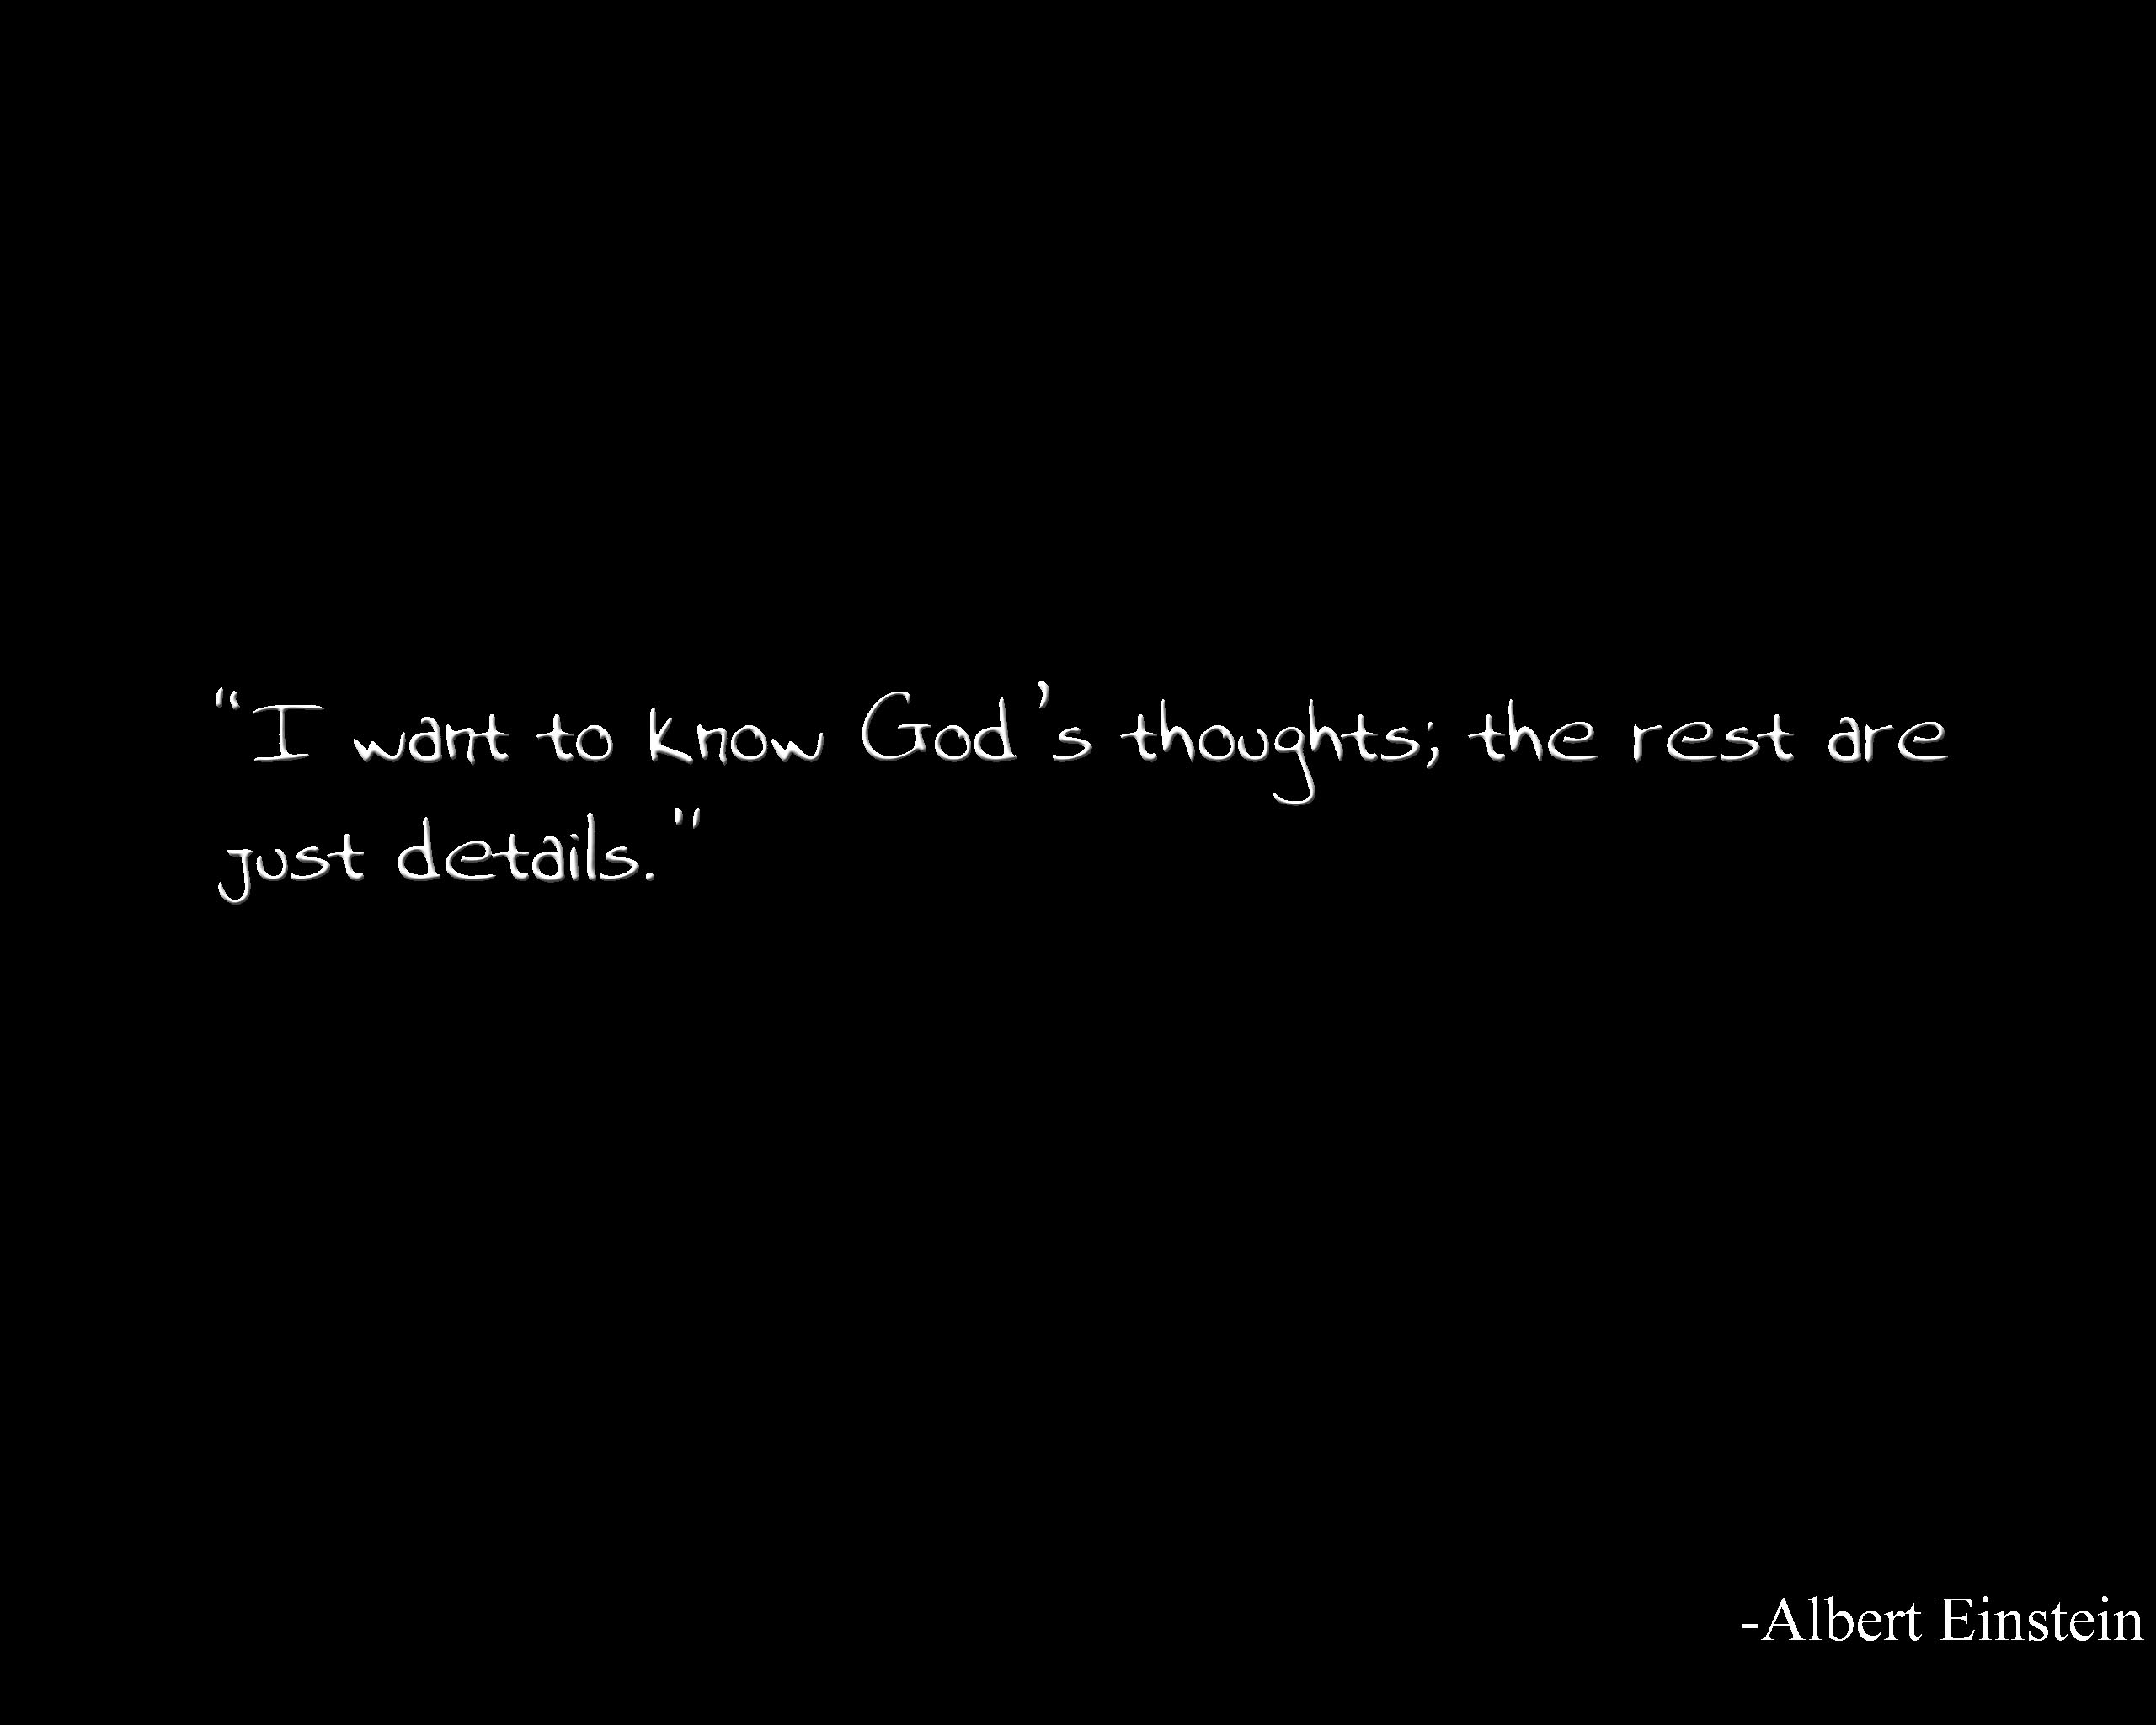 “I want to know God's thoughts; the rest are
just details.”
-Albert Einstein